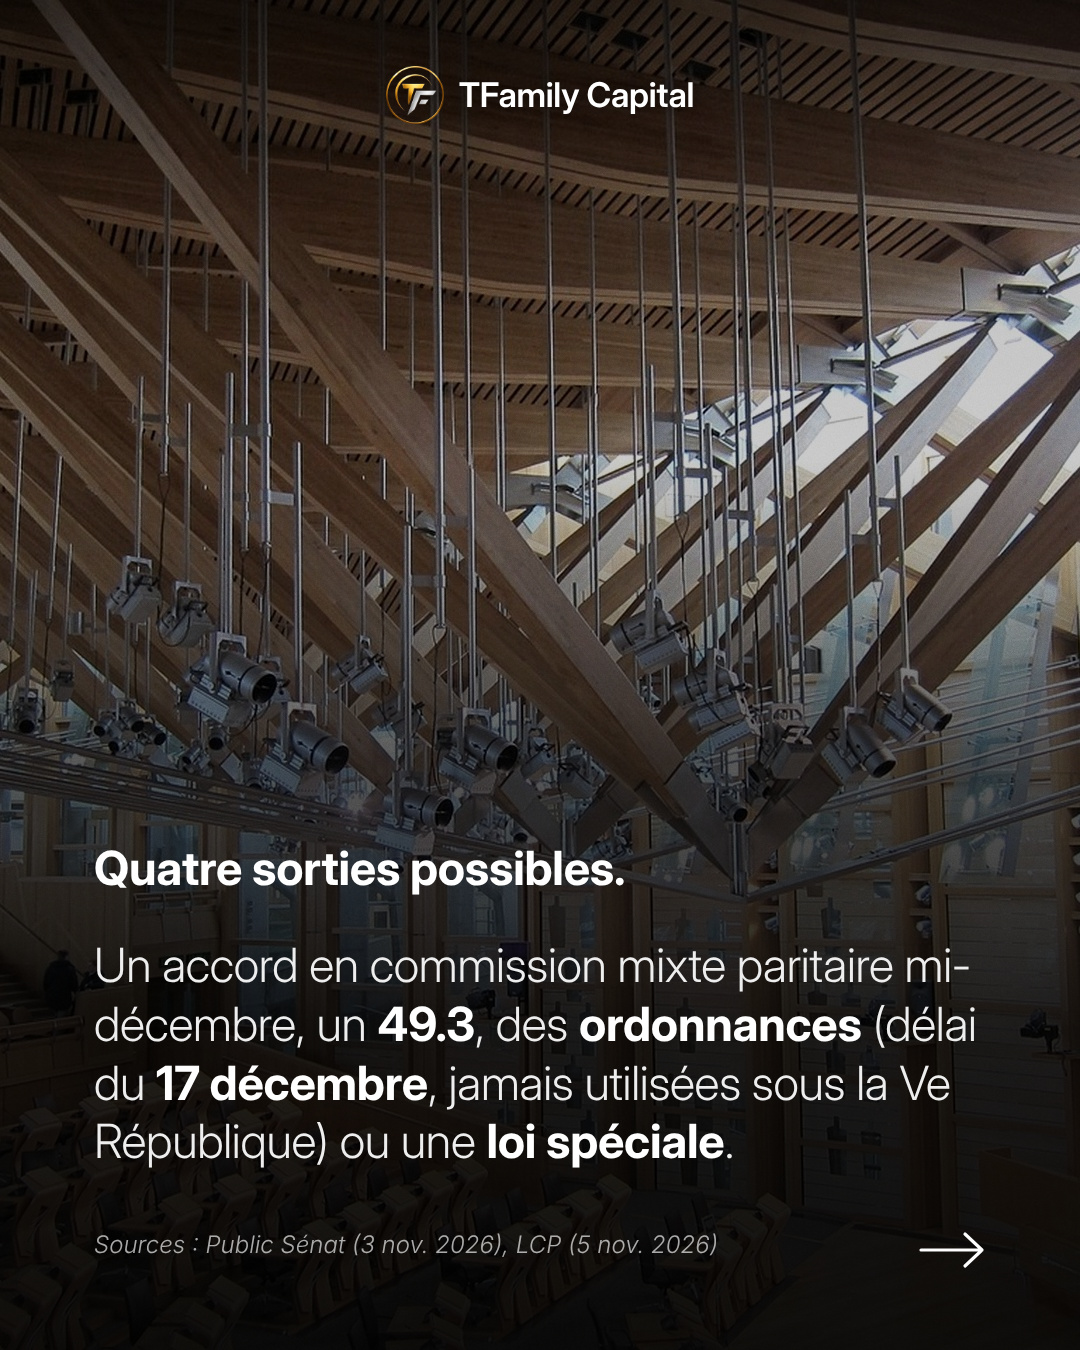 TFamily Capital
Quatre sorties possibles.
Un accord en commission mixte paritaire mi-
décembre, un 49.3, des ordonnances (délai
du 17 décembre, jamais utilisées sous la Ve
République) ou une loi spéciale.
Sources : Public Sénat (3 nov. 2026), LCP (5 nov. 2026)